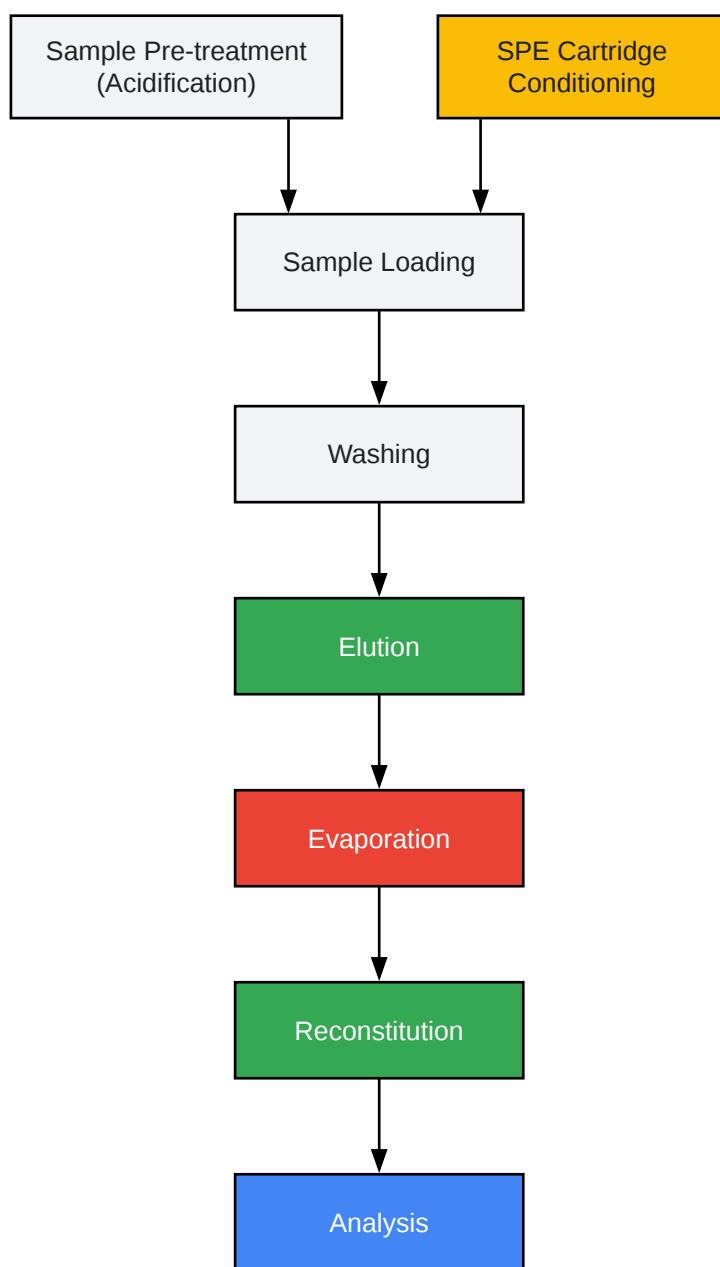 Sample Pre-treatment
(Acidification)
SPE Cartridge
Conditioning
Sample Loading
Washing
Elution
Evaporation
Reconstitution
Analysis